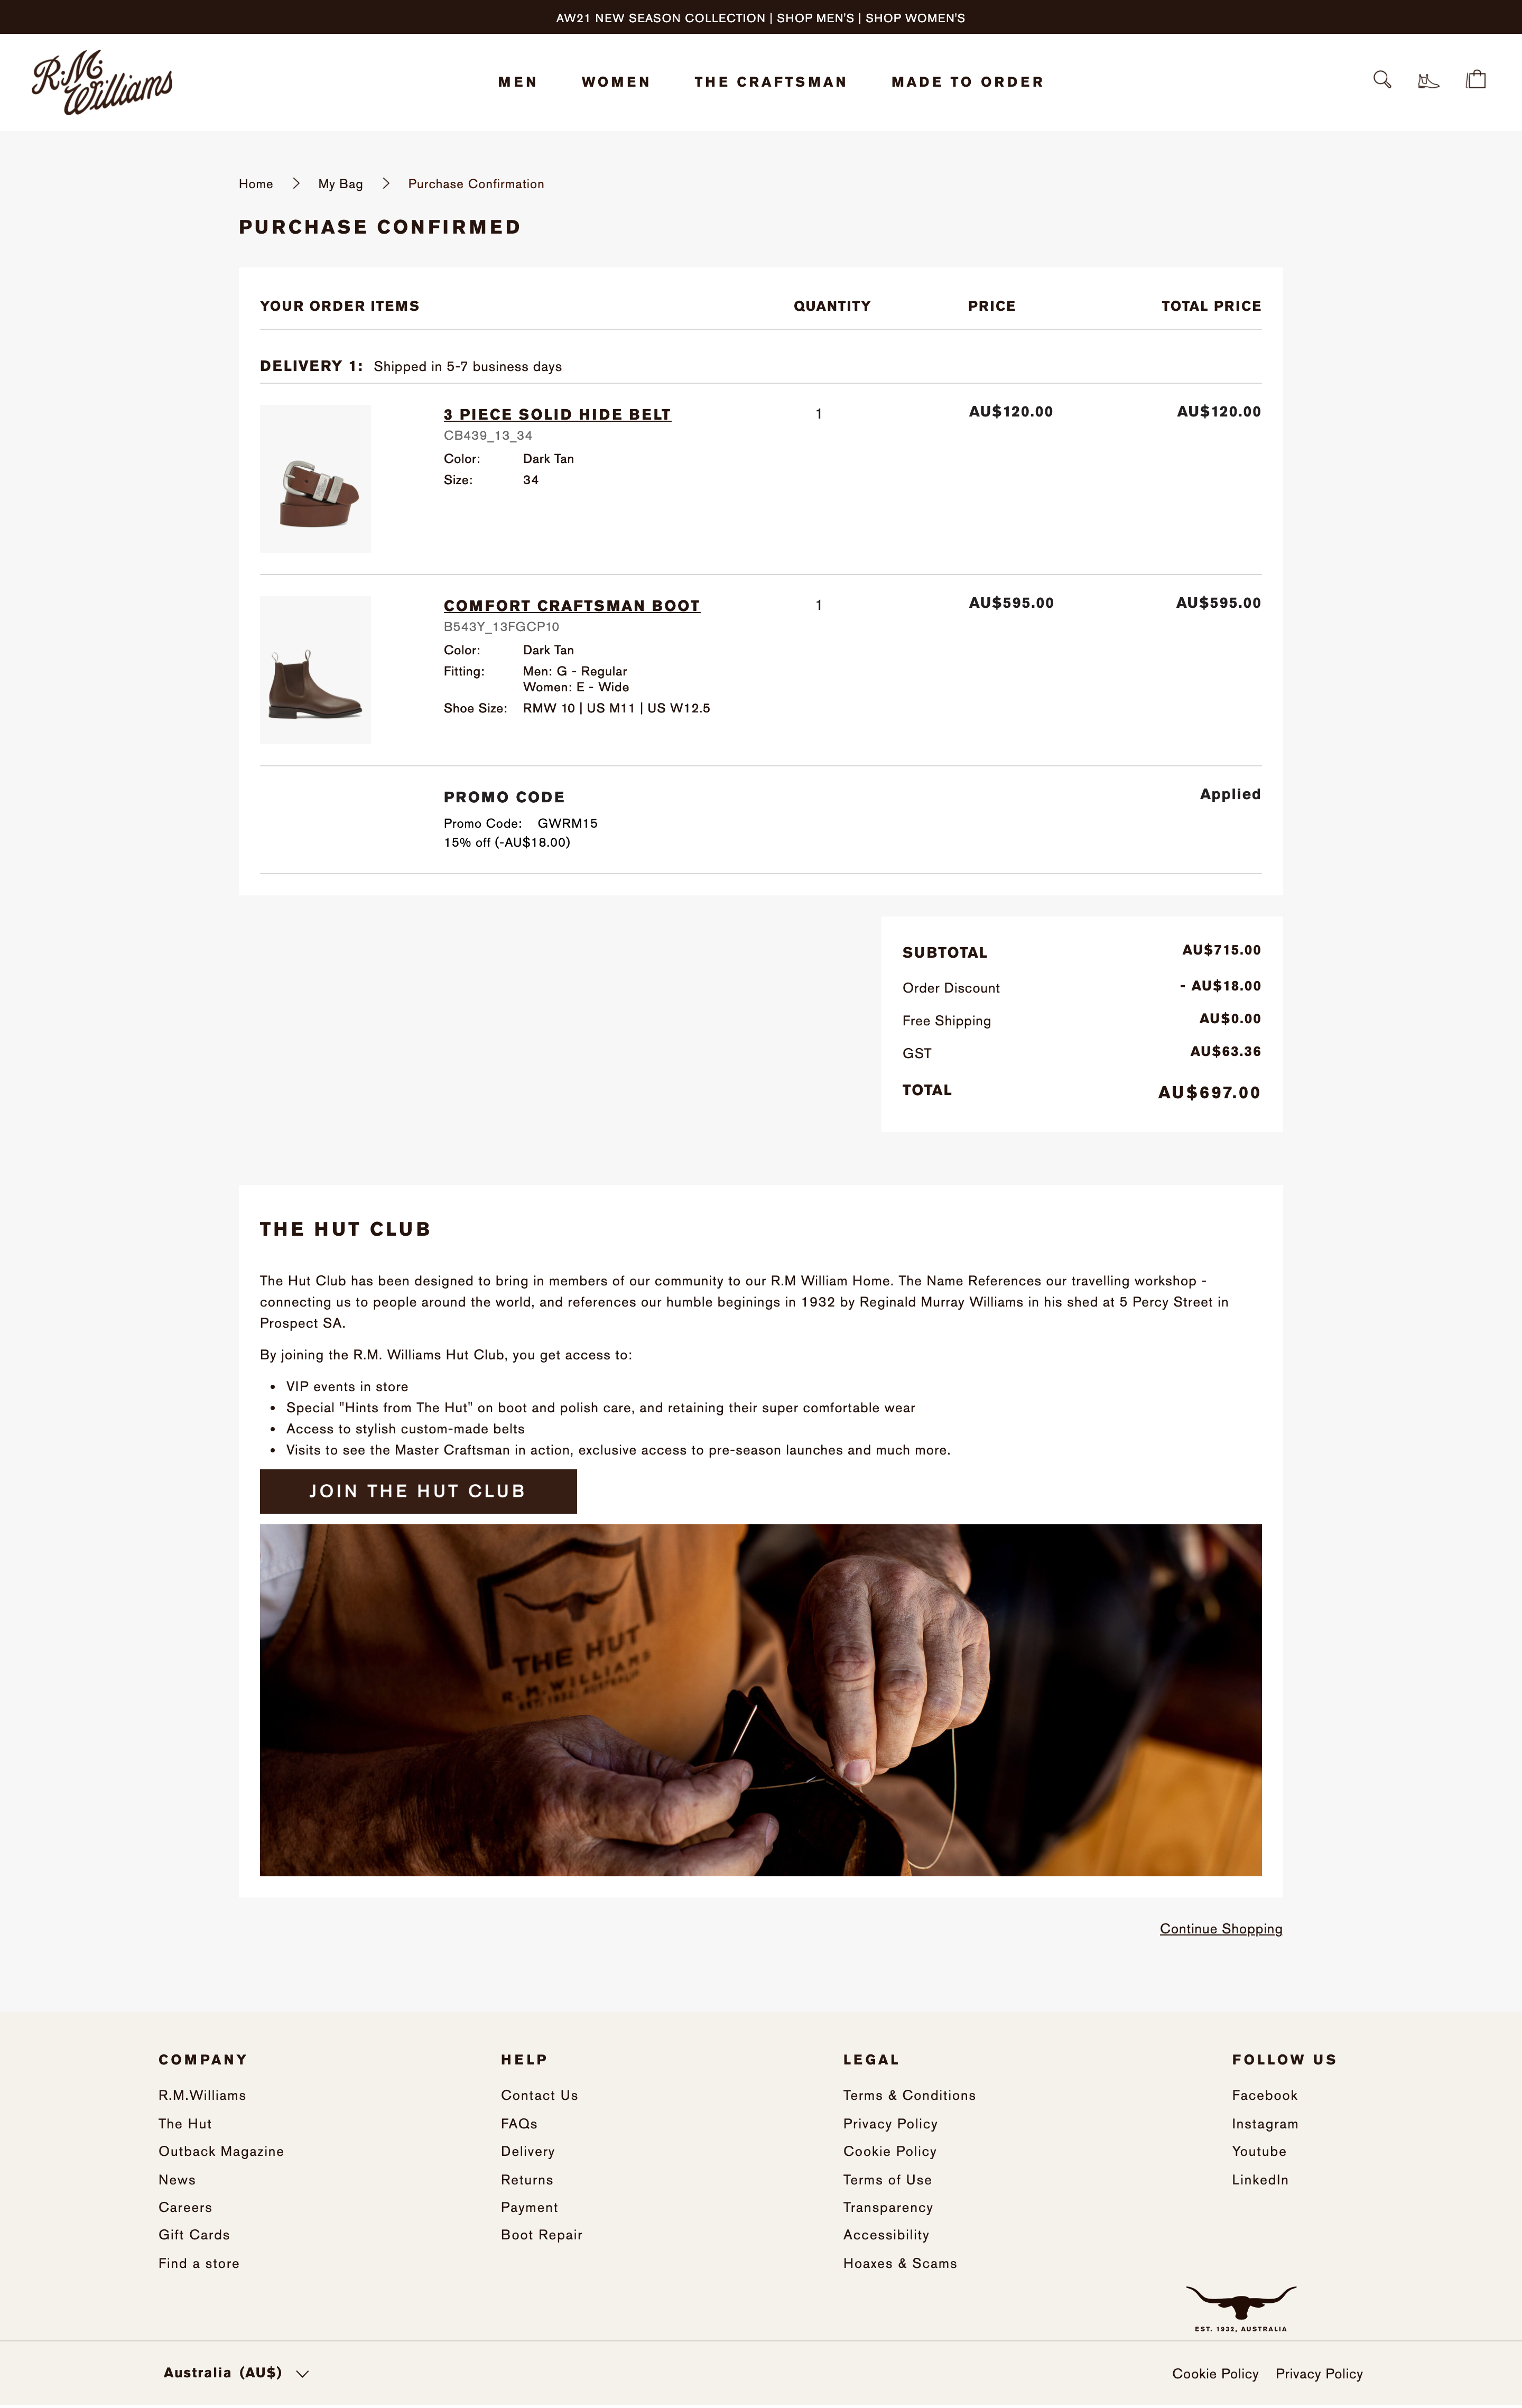 AW21 NEW SEASON COLLECTION | SHOP MEN'S | SHOP WOMEN'S
R.M. Williams
MEN WOMEN THE CRAFTSMAN MADE TO ORDER
Home My Bag Purchase Confirmation
PURCHASE CONFIRMED
YOUR ORDER ITEMS QUANTITY PRICE TOTAL PRICE
DELIVERY 1: Shipped in 5-7 business days
3 PIECE SOLID HIDE BELT 1 AU$120.00 AU$120.00
CB439_13_34
Color: Dark Tan
Size: 34
COMFORT CRAFTSMAN BOOT 1 AU$595.00 AU$595.00
B543Y_13FGCP10
Color: Dark Tan
Fitting: Men: G - Regular
Women: E - Wide
Shoe Size: RMW 10 | US M11 | US W12.5
PROMO CODE Applied
Promo Code: GWRM15
15% off (-AU$18.00)
SUBTOTAL AU$715.00
Order Discount - AU$18.00
Free Shipping AU$0.00
GST AU$63.36
TOTAL AU$697.00
THE HUT CLUB
The Hut Club has been designed to bring in members of our community to our R.M William Home. The Name References our travelling workshop -
connecting us to people around the world, and references our humble beginings in 1932 by Reginald Murray Williams in his shed at 5 Percy Street in
Prospect SA.
By joining the R.M. Williams Hut Club, you get access to:
• VIP events in store
• Special "Hints from The Hut" on boot and polish care, and retaining their super comfortable wear
• Access to stylish custom-made belts
• Visits to see the Master Craftsman in action, exclusive access to pre-season launches and much more.
JOIN THE HUT CLUB
THE HUT
R.M.WILLIAMS
EST. 1932, AUSTRALIA
Continue Shopping
COMPANY HELP LEGAL FOLLOW US
R.M.Williams Contact Us Terms & Conditions Facebook
The Hut FAQs Privacy Policy Instagram
Outback Magazine Delivery Cookie Policy Youtube
News Returns Terms of Use LinkedIn
Careers Payment Transparency
Gift Cards Boot Repair Accessibility
Find a store Hoaxes & Scams
EST. 1932, AUSTRALIA
Australia (AU$) Cookie Policy Privacy Policy